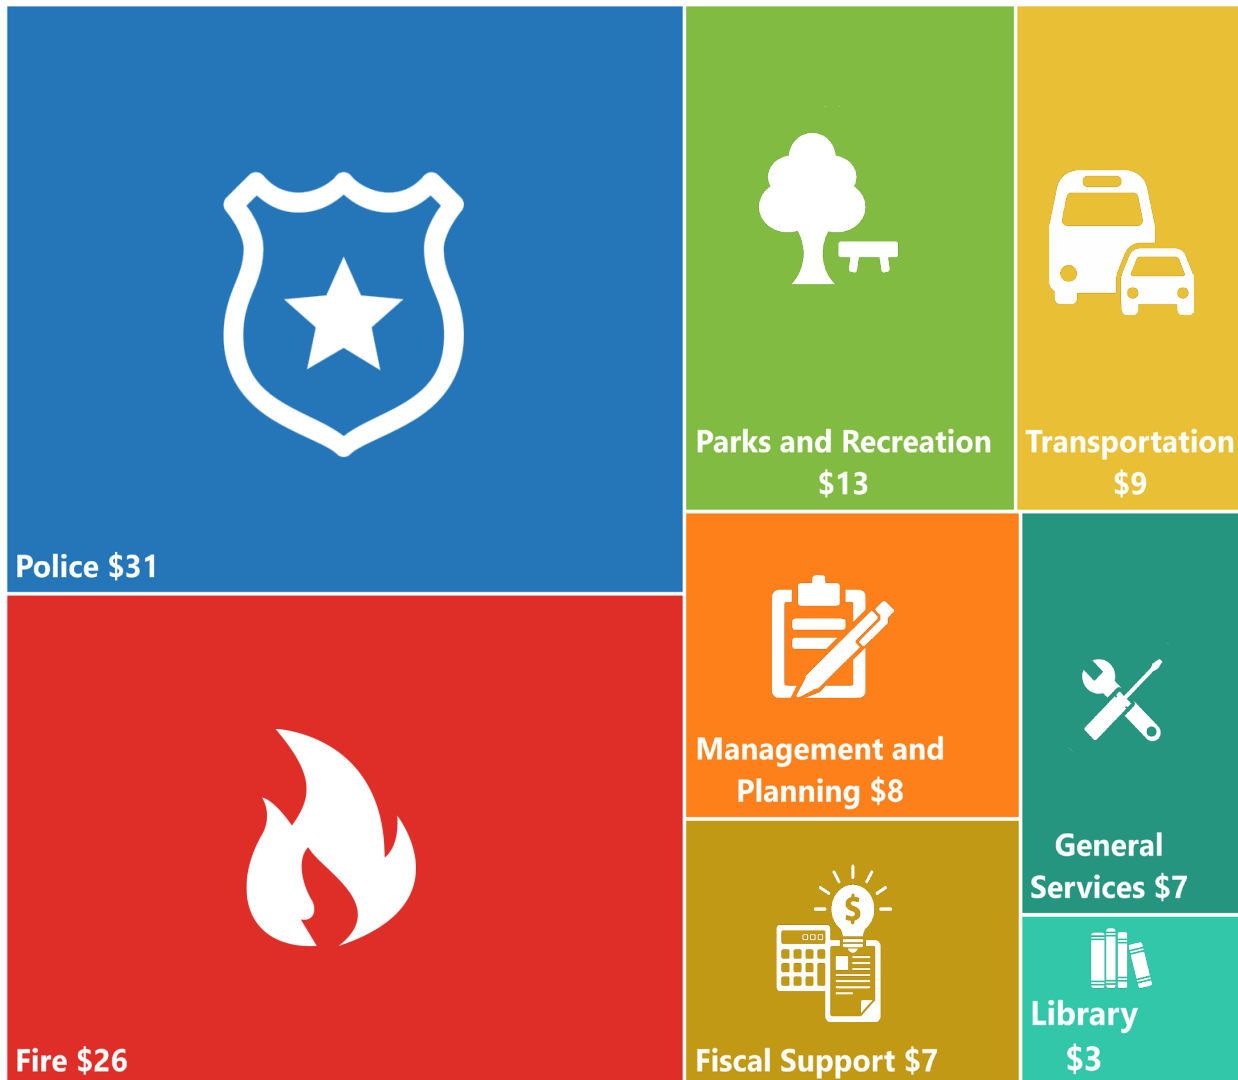 Police $31
Fire $26
Parks and Recreation
$13
Transportation
$9
Management and
Planning $8
Fiscal Support $7
$
General
Services $7
Library
$3